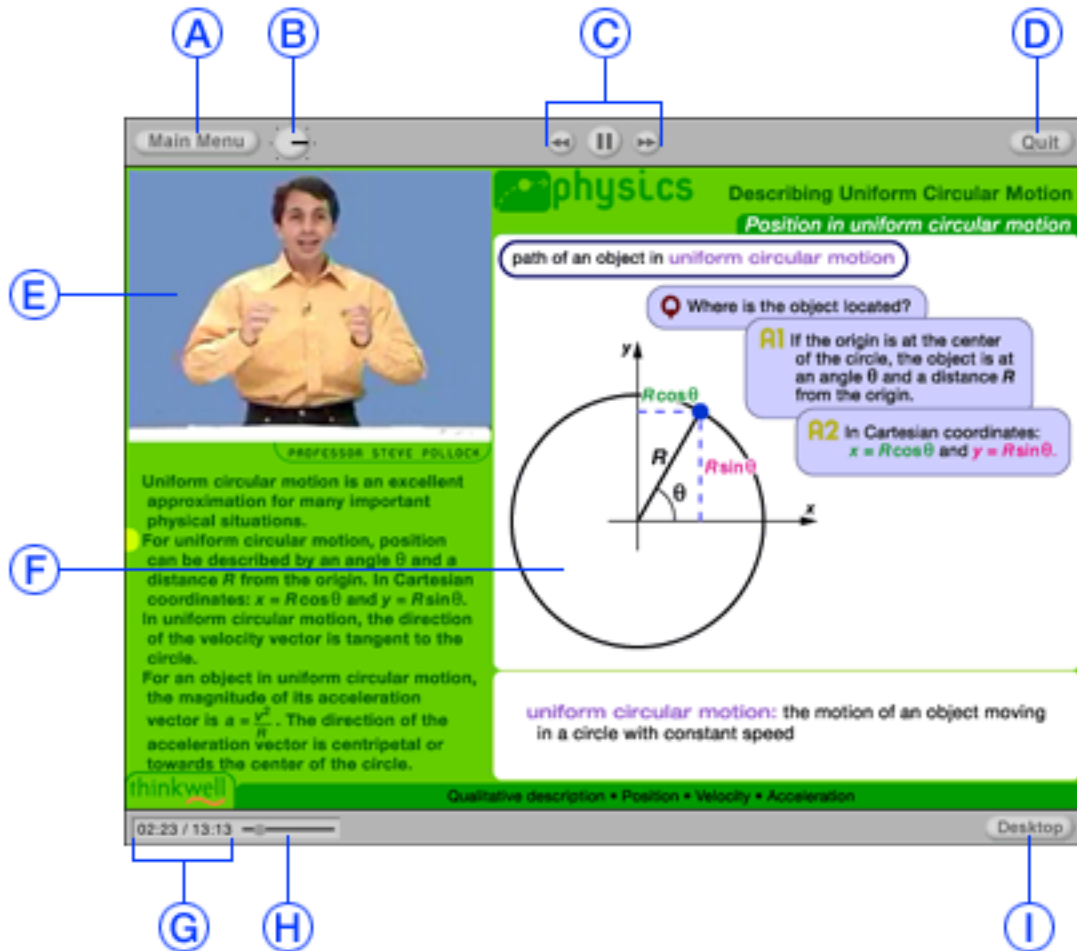 A B C D
Main Menu
Quit
physics
Describing Uniform Circular Motion
Position in uniform circular motion
path of an object in uniform circular motion
E
Q Where is the object located?
A1 If the origin is at the center
of the circle, the object is at
an angle θ and a distance R
from the origin.
y
Rcosθ
A2 In Cartesian coordinates:
x = Rcosθ and y = Rsinθ.
R
Rsinθ
θ
x
PROFESSOR STEVE POLLOCK
Uniform circular motion is an excellent
approximation for many important
physical situations.
For uniform circular motion, position
can be described by an angle θ and a
distance R from the origin. In Cartesian
coordinates: x = Rcosθ and y = Rsinθ.
In uniform circular motion, the direction
of the velocity vector is tangent to the
circle.
For an object in uniform circular motion,
the magnitude of its acceleration
vector is a = v²/R . The direction of the
acceleration vector is centripetal or
towards the center of the circle.
F
uniform circular motion: the motion of an object moving
in a circle with constant speed
thinkwell
Qualitative description • Position • Velocity • Acceleration
02:23 / 13:13
Desktop
G H I